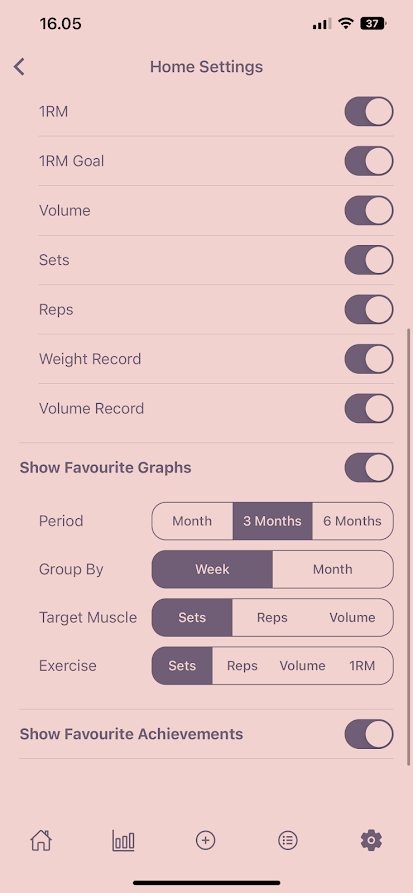 16.05
37
Home Settings
1RM
1RM Goal
Volume
Sets
Reps
Weight Record
Volume Record
Show Favourite Graphs
Period Month 3 Months 6 Months
Group By Week Month
Target Muscle Sets Reps Volume
Exercise Sets Reps Volume 1RM
Show Favourite Achievements